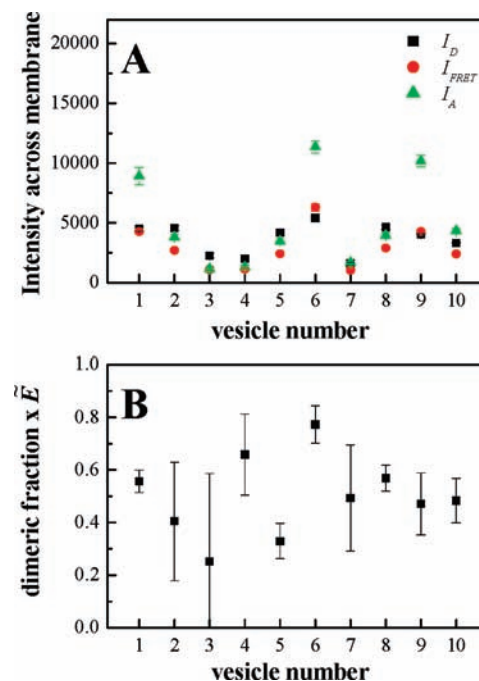 A
I_D
I_FRET
I_A
20000
15000
10000
5000
0
Intensity across membrane
1 2 3 4 5 6 7 8 9 10
vesicle number
B
1.0
0.8
0.6
0.4
0.2
0.0
dimeric fraction x Ẽ
1 2 3 4 5 6 7 8 9 10
vesicle number